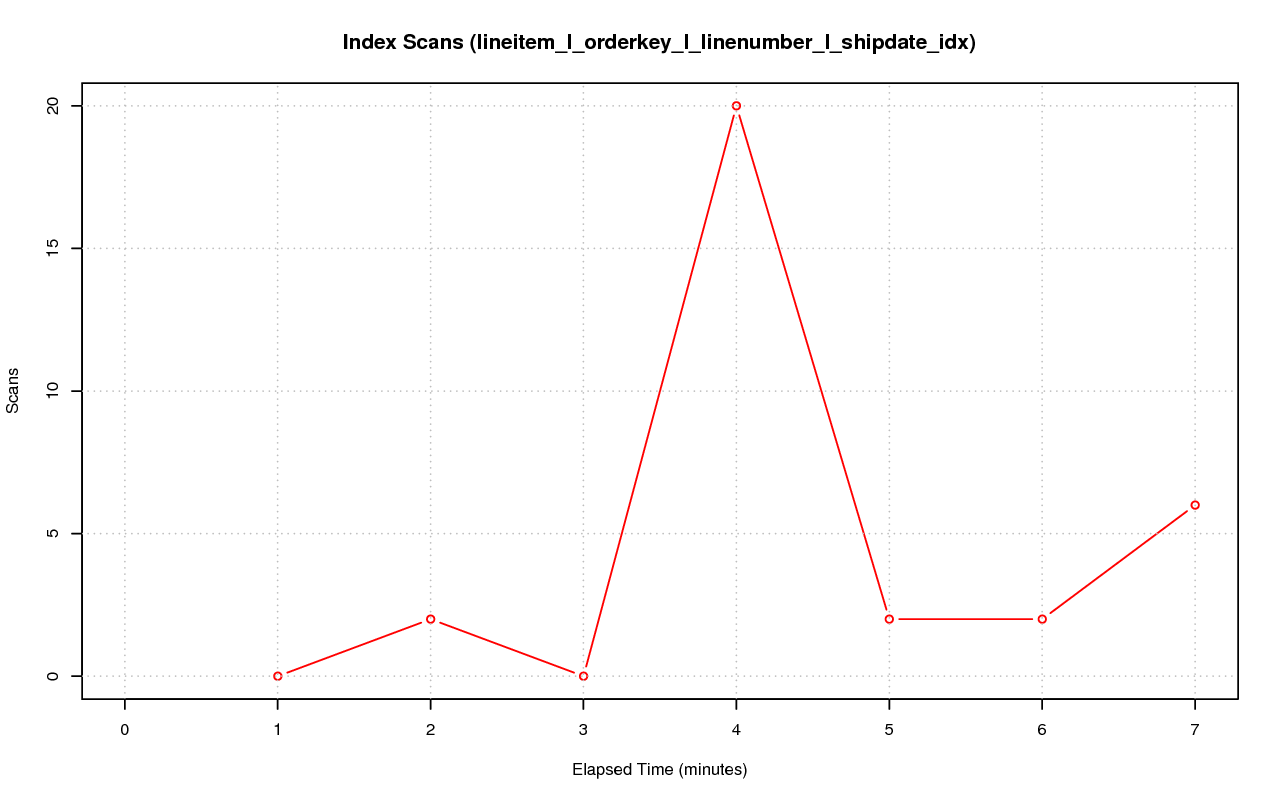 Index Scans (lineitem_l_orderkey_l_linenumber_l_shipdate_idx)
20
15
10
5
0
Scans
0 1 2 3 4 5 6 7
Elapsed Time (minutes)